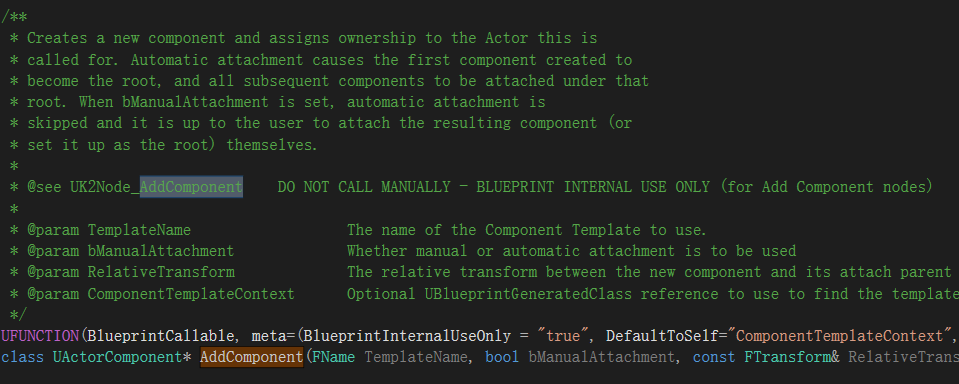 /**
* Creates a new component and assigns ownership to the Actor this is
* called for. Automatic attachment causes the first component created to
* become the root, and all subsequent components to be attached under that
* root. When bManualAttachment is set, automatic attachment is
* skipped and it is up to the user to attach the resulting component (or
* set it up as the root) themselves.
*
* @see UK2Node_AddComponent    DO NOT CALL MANUALLY - BLUEPRINT INTERNAL USE ONLY (for Add Component nodes)
*
* @param TemplateName                  The name of the Component Template to use.
* @param bManualAttachment             Whether manual or automatic attachment is to be used
* @param RelativeTransform             The relative transform between the new component and its attach parent
* @param ComponentTemplateContext      Optional UBlueprintGeneratedClass reference to use to find the template
*/
UFUNCTION(BlueprintCallable, meta=(BlueprintInternalUseOnly = "true", DefaultToSelf="ComponentTemplateContext",
class UActorComponent* AddComponent(FName TemplateName, bool bManualAttachment, const FTransform& RelativeTrans